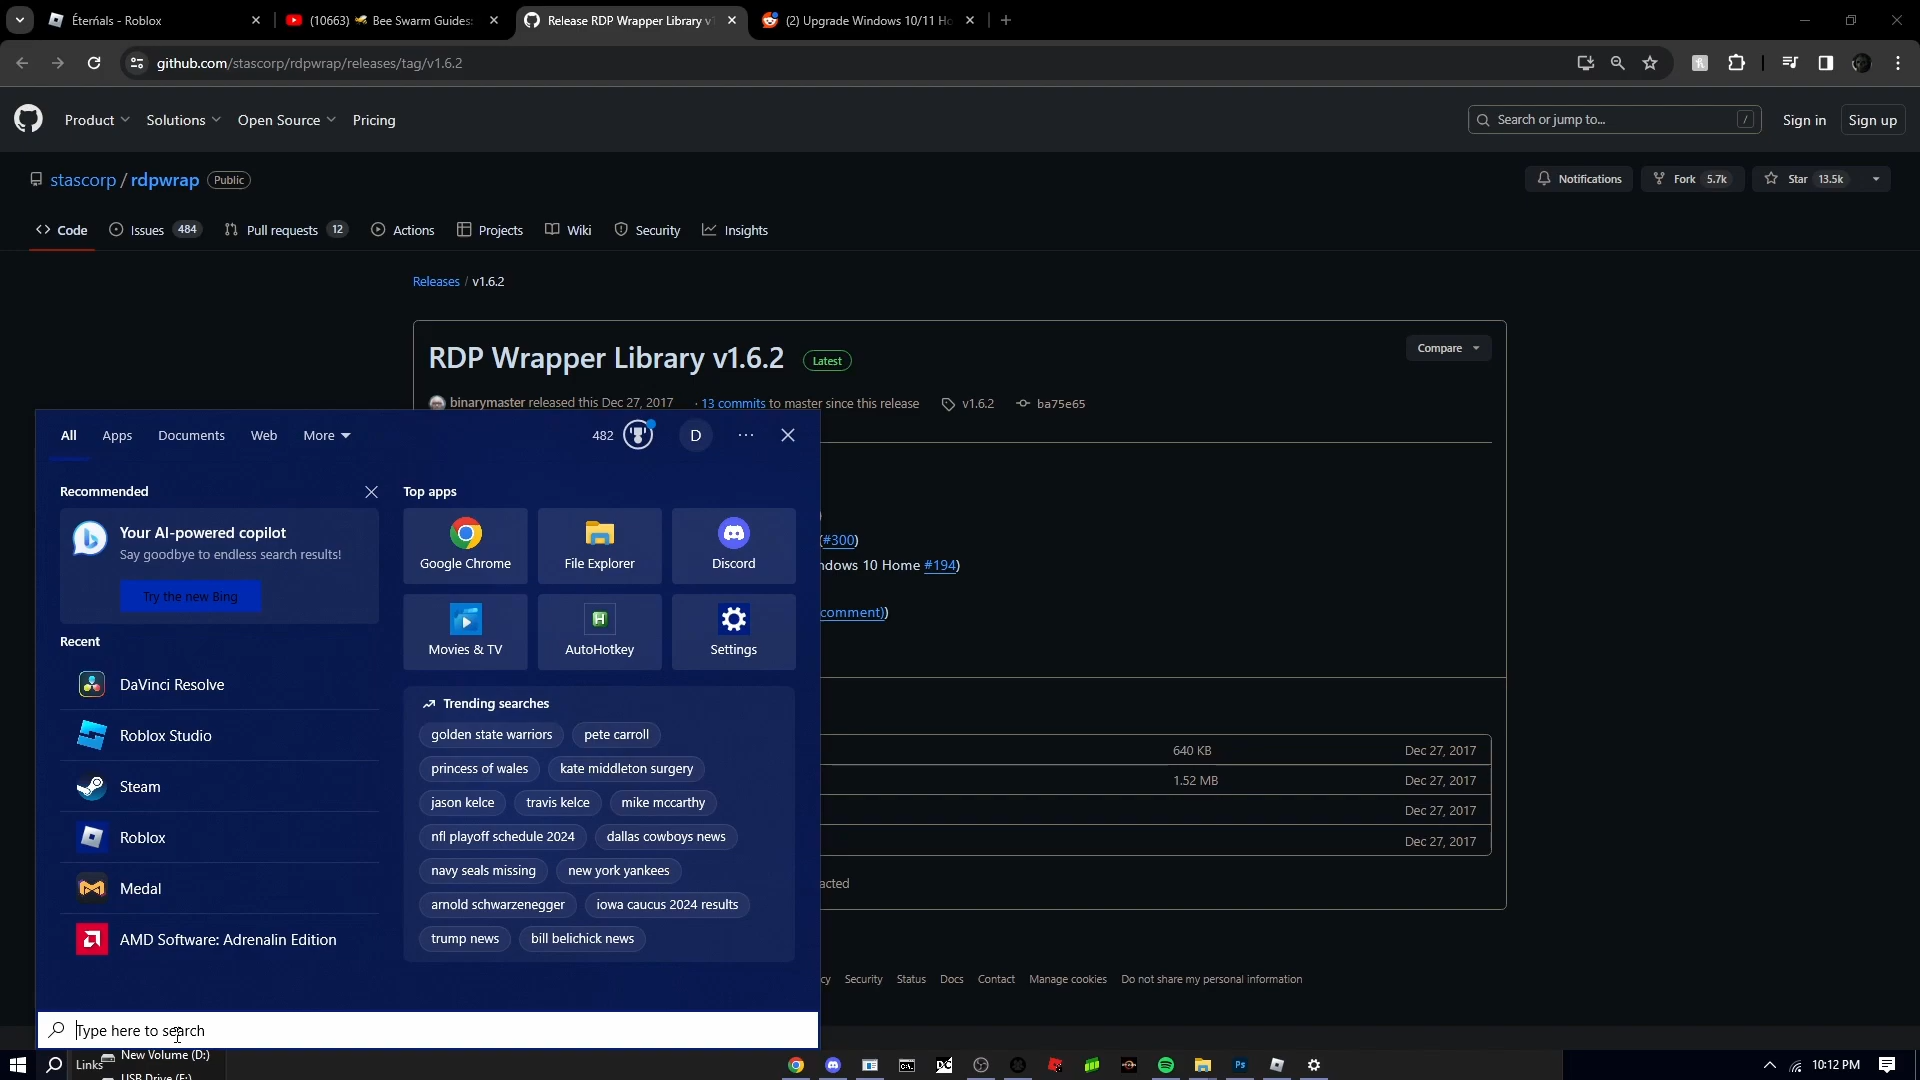 Éterńals - Roblox
(10663) 🐝 Bee Swarm Guides:
Release RDP Wrapper Library v
(2) Upgrade Windows 10/11 Ho
github.com/stascorp/rdpwrap/releases/tag/v1.6.2
Product
Solutions
Open Source
Pricing
Search or jump to...
/
Sign in
Sign up
stascorp / rdpwrap
Public
Notifications
Fork 5.7k
Star 13.5k
Code
Issues 484
Pull requests 12
Actions
Projects
Wiki
Security
Insights
Releases / v1.6.2
RDP Wrapper Library v1.6.2
Latest
Compare
binarymaster released this Dec 27, 2017
· 13 commits to master since this release
v1.6.2
ba75e65
All
Apps
Documents
Web
More
482
D
···
Recommended
Your AI-powered copilot
Say goodbye to endless search results!
Try the new Bing
Recent
DaVinci Resolve
Roblox Studio
Steam
Roblox
Medal
AMD Software: Adrenalin Edition
Top apps
Google Chrome
File Explorer
Discord
Movies & TV
AutoHotkey
Settings
Trending searches
golden state warriors
pete carroll
princess of wales
kate middleton surgery
jason kelce
travis kelce
mike mccarthy
nfl playoff schedule 2024
dallas cowboys news
navy seals missing
new york yankees
arnold schwarzenegger
iowa caucus 2024 results
trump news
bill belichick news
)
(#300)
ndows 10 Home #194)
comment))
640 KB
Dec 27, 2017
1.52 MB
Dec 27, 2017
Dec 27, 2017
Dec 27, 2017
acted
cy
Security
Status
Docs
Contact
Manage cookies
Do not share my personal information
Type here to search
Links
New Volume (D:)
USB Drive (E:)
10:12 PM